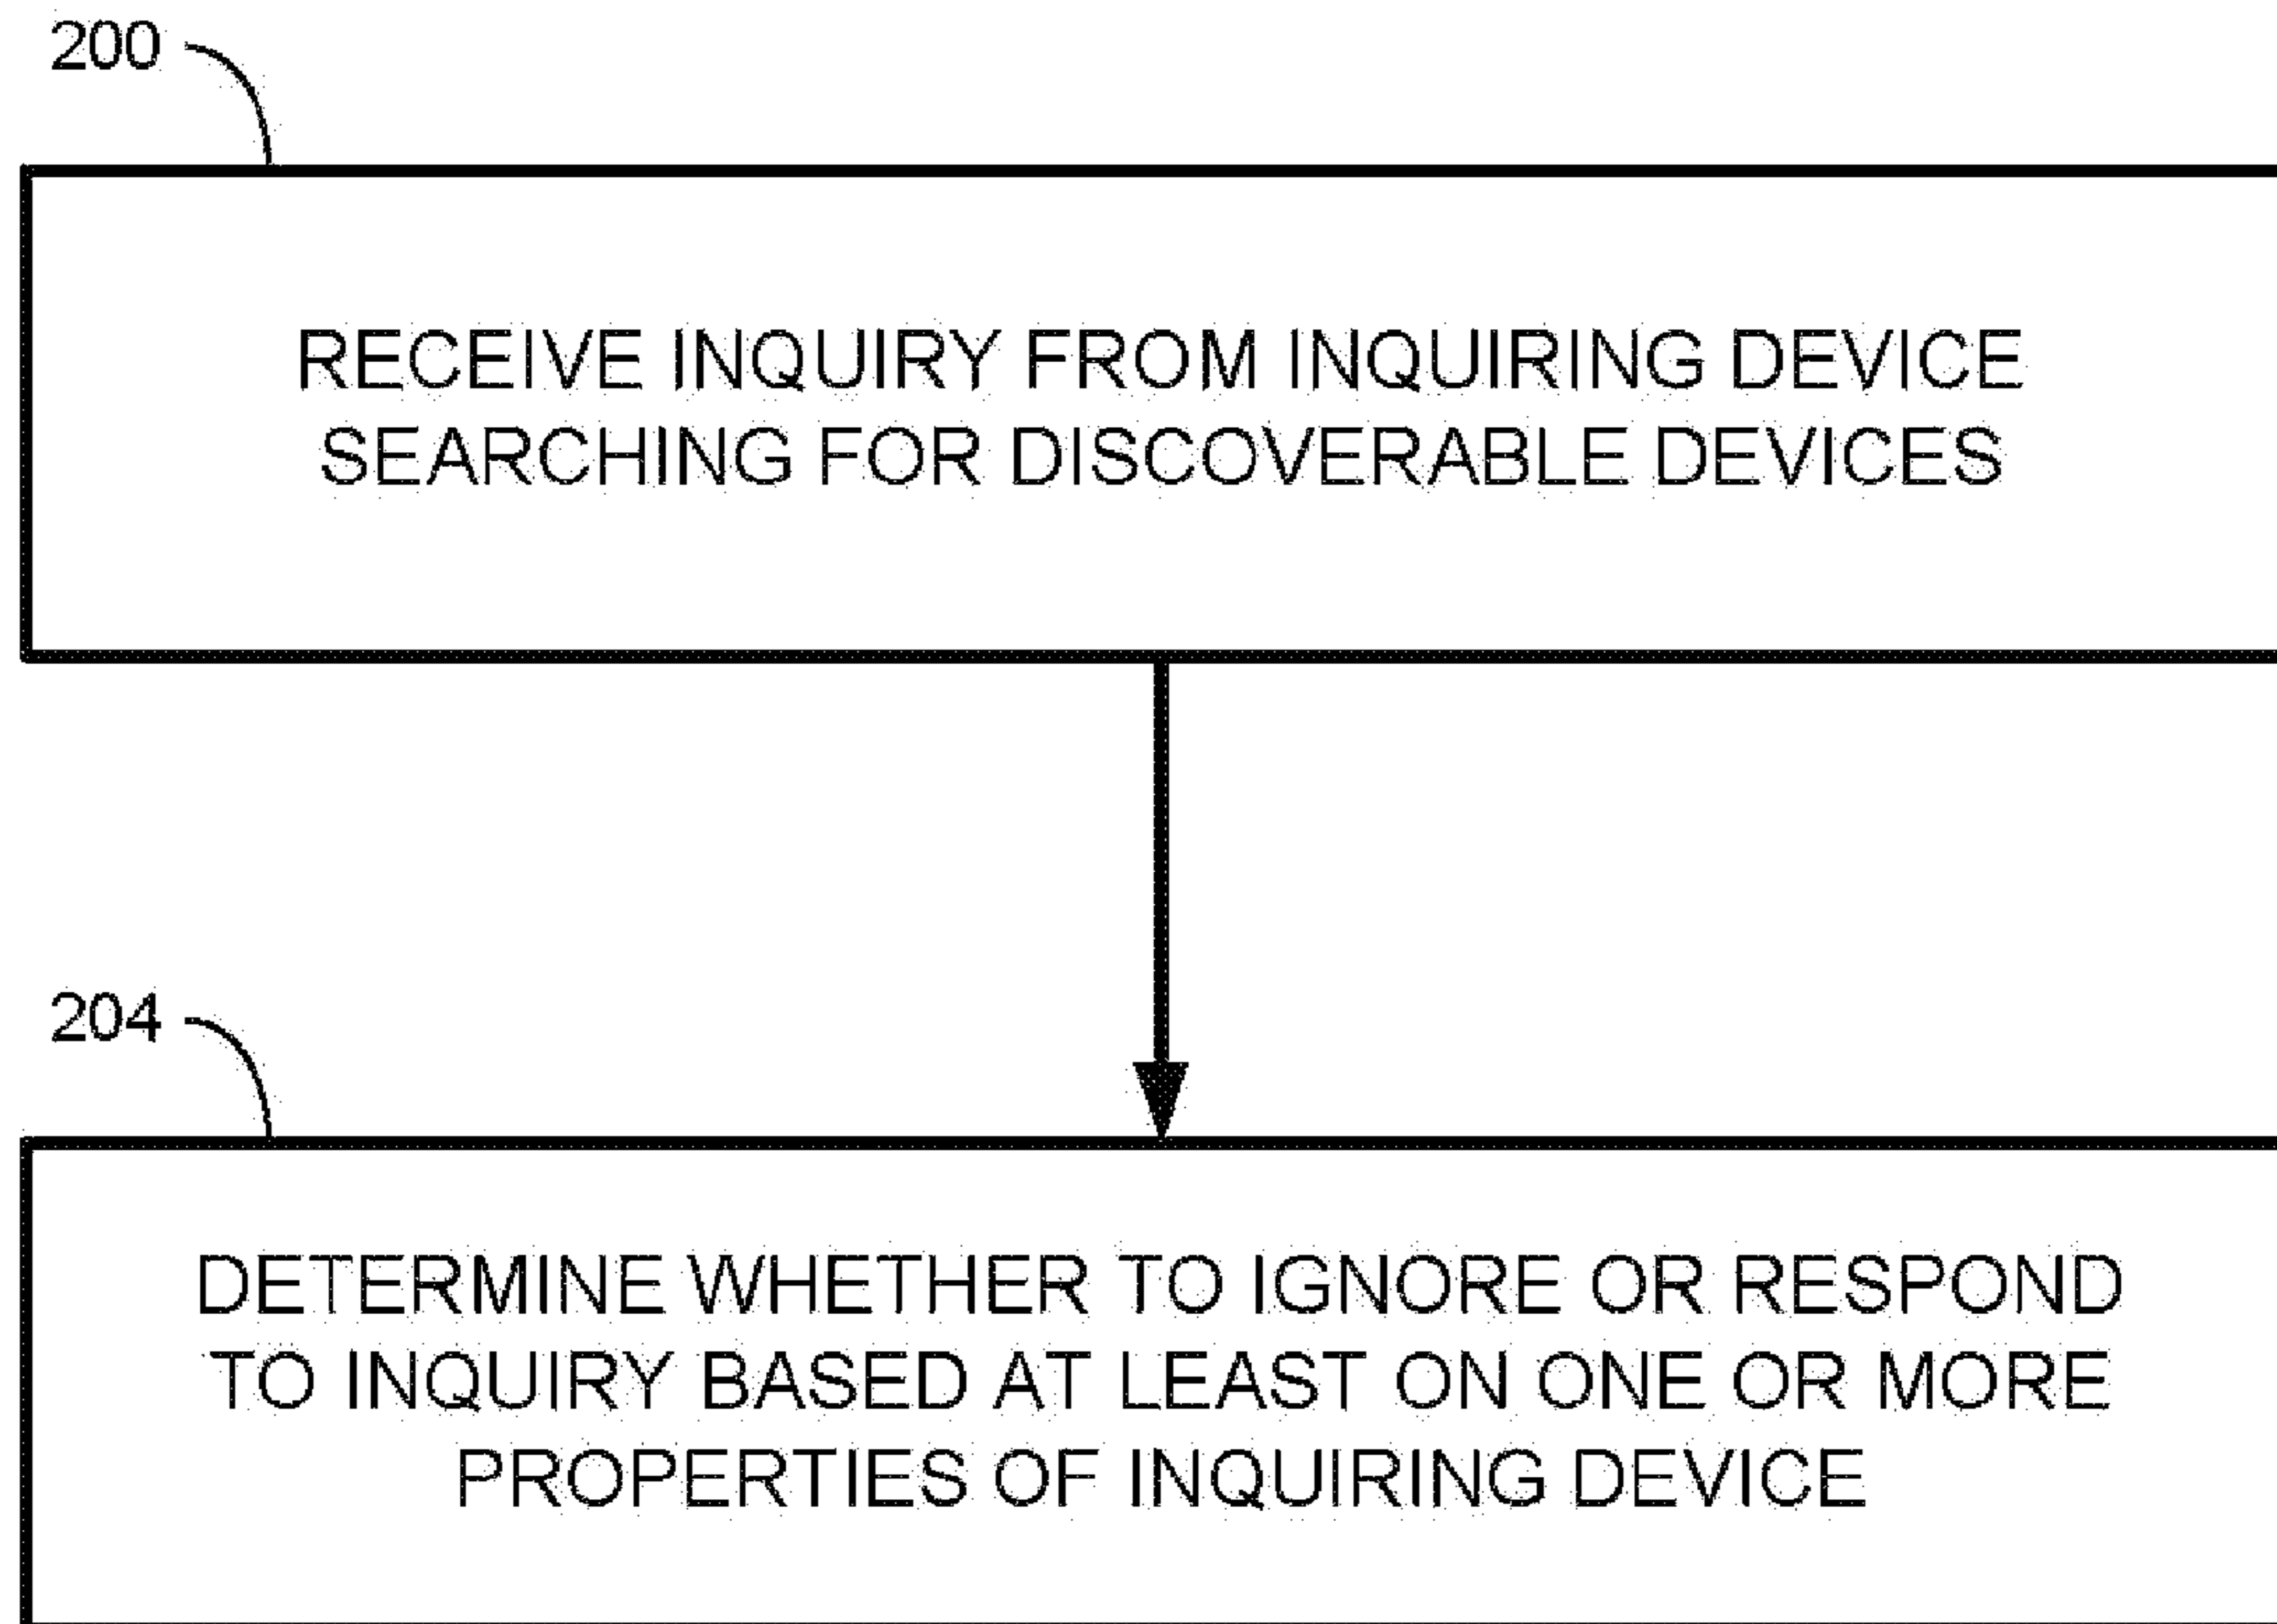 200
RECEIVE INQUIRY FROM INQUIRING DEVICE
SEARCHING FOR DISCOVERABLE DEVICES
204
DETERMINE WHETHER TO IGNORE OR RESPOND
TO INQUIRY BASED AT LEAST ON ONE OR MORE
PROPERTIES OF INQUIRING DEVICE